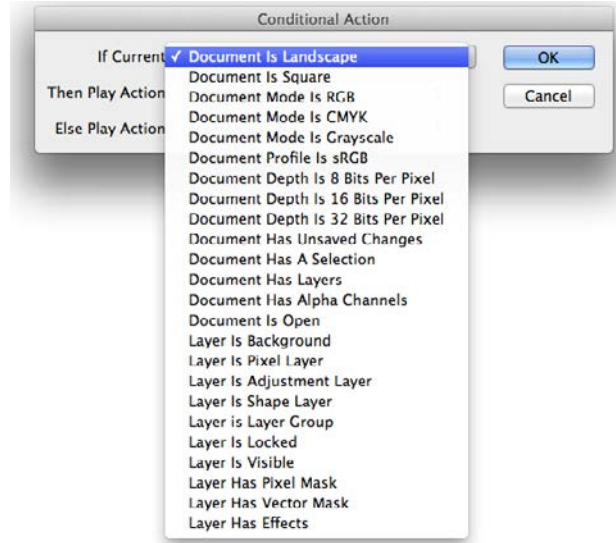 Conditional Action
If Current ✓ Document Is Landscape
OK
Document Is Square
Then Play Action
Document Mode Is RGB
Cancel
Document Mode Is CMYK
Else Play Action
Document Mode Is Grayscale
Document Profile Is sRGB
Document Depth Is 8 Bits Per Pixel
Document Depth Is 16 Bits Per Pixel
Document Depth Is 32 Bits Per Pixel
Document Has Unsaved Changes
Document Has A Selection
Document Has Layers
Document Has Alpha Channels
Document Is Open
Layer Is Background
Layer Is Pixel Layer
Layer Is Adjustment Layer
Layer Is Shape Layer
Layer is Layer Group
Layer Is Locked
Layer Is Visible
Layer Has Pixel Mask
Layer Has Vector Mask
Layer Has Effects